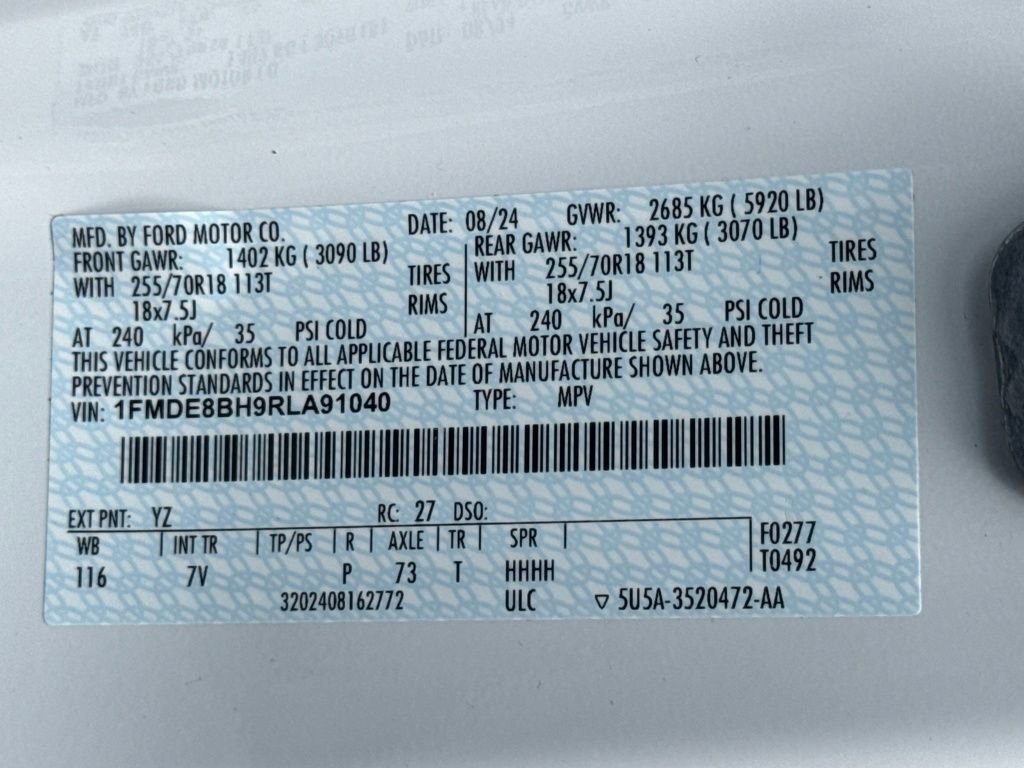 MFD. BY FORD MOTOR CO. DATE: 08/24 GVWR: 2685 KG ( 5920 LB)
FRONT GAWR: 1402 KG ( 3090 LB) REAR GAWR: 1393 KG ( 3070 LB)
WITH 255/70R18 113T TIRES WITH 255/70R18 113T TIRES
18x7.5J RIMS 18x7.5J RIMS
AT 240 kPa/ 35 PSI COLD AT 240 kPa/ 35 PSI COLD
THIS VEHICLE CONFORMS TO ALL APPLICABLE FEDERAL MOTOR VEHICLE SAFETY AND THEFT
PREVENTION STANDARDS IN EFFECT ON THE DATE OF MANUFACTURE SHOWN ABOVE.
VIN: 1FMDE8BH9RLA91040 TYPE: MPV
EXT PNT: YZ RC: 27 DSO:
WB INT TR TP/PS R AXLE TR SPR F0277
116 7V P 73 T HHHH T0492
3202408162772 ULC ▽ 5U5A-3520472-AA